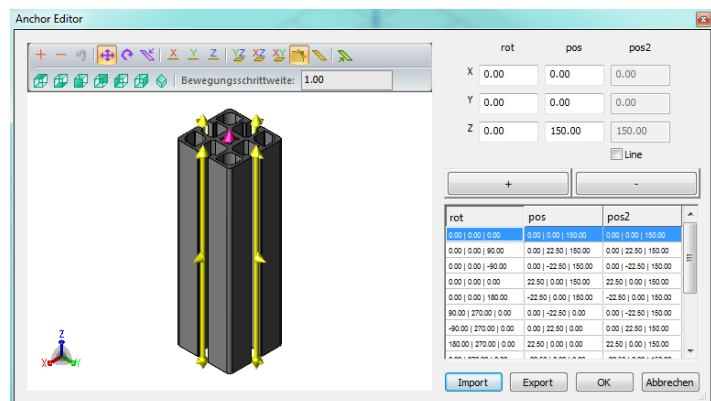 Anchor Editor
X Y Z YZ XZ XY
Bewegungsschrittweite: 1.00
rot pos pos2
X 0.00 0.00 0.00
Y 0.00 0.00 0.00
Z 0.00 150.00 150.00
Line
+ -
rot pos pos2
0.00 | 0.00 | 0.00 0.00 | 0.00 | 150.00 0.00 | 0.00 | 150.00
0.00 | 0.00 | 90.00 0.00 | 22.50 | 150.00 0.00 | 22.50 | 150.00
0.00 | 0.00 | -90.00 0.00 | -22.50 | 150.00 0.00 | -22.50 | 150.00
0.00 | 0.00 | 0.00 22.50 | 0.00 | 150.00 22.50 | 0.00 | 150.00
0.00 | 0.00 | 180.00 -22.50 | 0.00 | 150.00 -22.50 | 0.00 | 150.00
90.00 | 270.00 | 0.00 0.00 | -22.50 | 0.00 0.00 | -22.50 | 150.00
-90.00 | 270.00 | 0.00 0.00 | 22.50 | 0.00 0.00 | 22.50 | 150.00
180.00 | 270.00 | 0.00 22.50 | 0.00 | 0.00 22.50 | 0.00 | 150.00
Z
X Y
Import Export OK Abbrechen